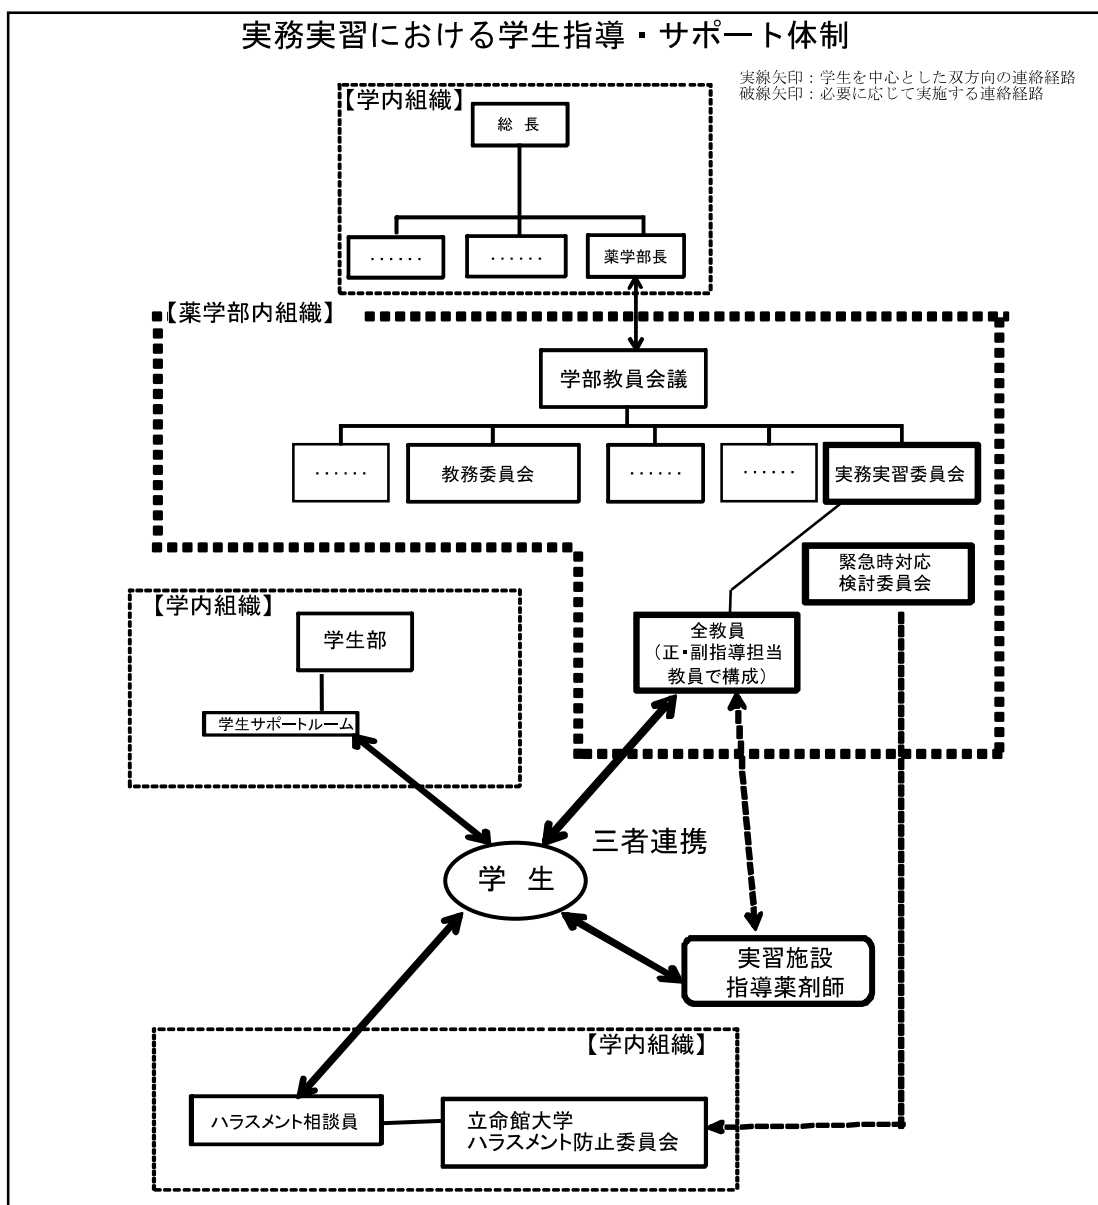 実務実習における学生指導・サポート体制
実線矢印：学生を中心とした双方向の連絡経路
破線矢印：必要に応じて実施する連絡経路
【学内組織】
総 長
‥‥‥
‥‥‥
薬学部長
【薬学部内組織】
学部教員会議
‥‥‥
教務委員会
‥‥‥
‥‥‥
実務実習委員会
緊急時対応
検討委員会
【学内組織】
学生部
全教員
（正・副指導担当
教員で構成）
学生サポートルーム
三者連携
学 生
実習施設
指導薬剤師
【学内組織】
ハラスメント相談員
立命館大学
ハラスメント防止委員会